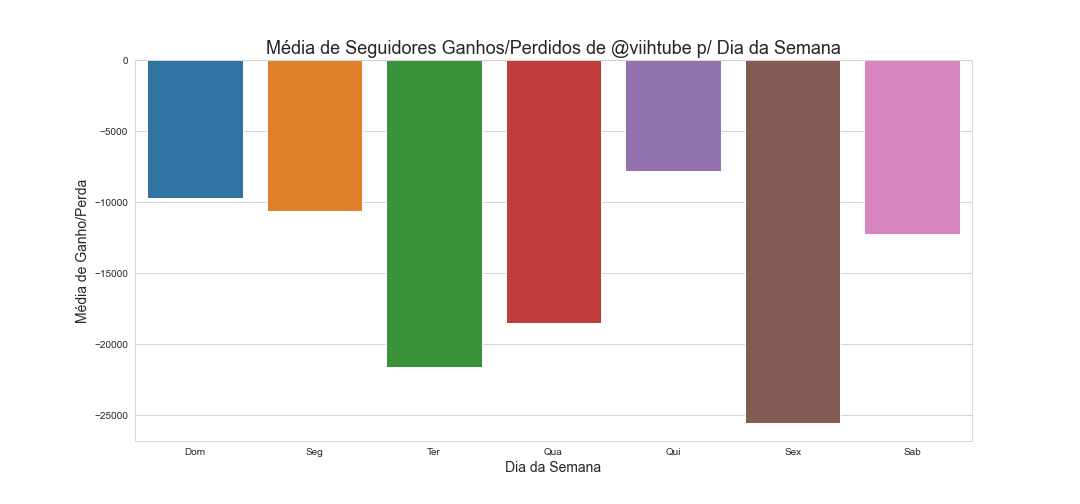 Média de Seguidores Ganhos/Perdidos de @viihtube p/ Dia da Semana
0
−5000
−10000
−15000
−20000
−25000
Média de Ganho/Perda
Dom Seg Ter Qua Qui Sex Sab
Dia da Semana